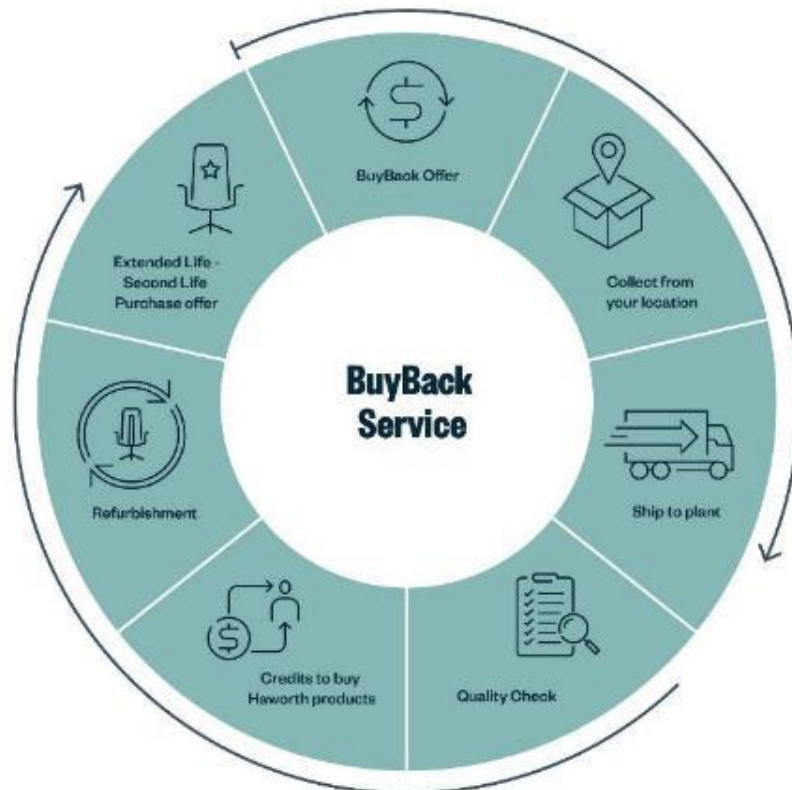 BuyBack Offer
Collect from
your location
Ship to plant
Quality Check
Credits to buy
Haworth products
Refurbishment
Extended Life -
Second Life
Purchase offer
BuyBack
Service